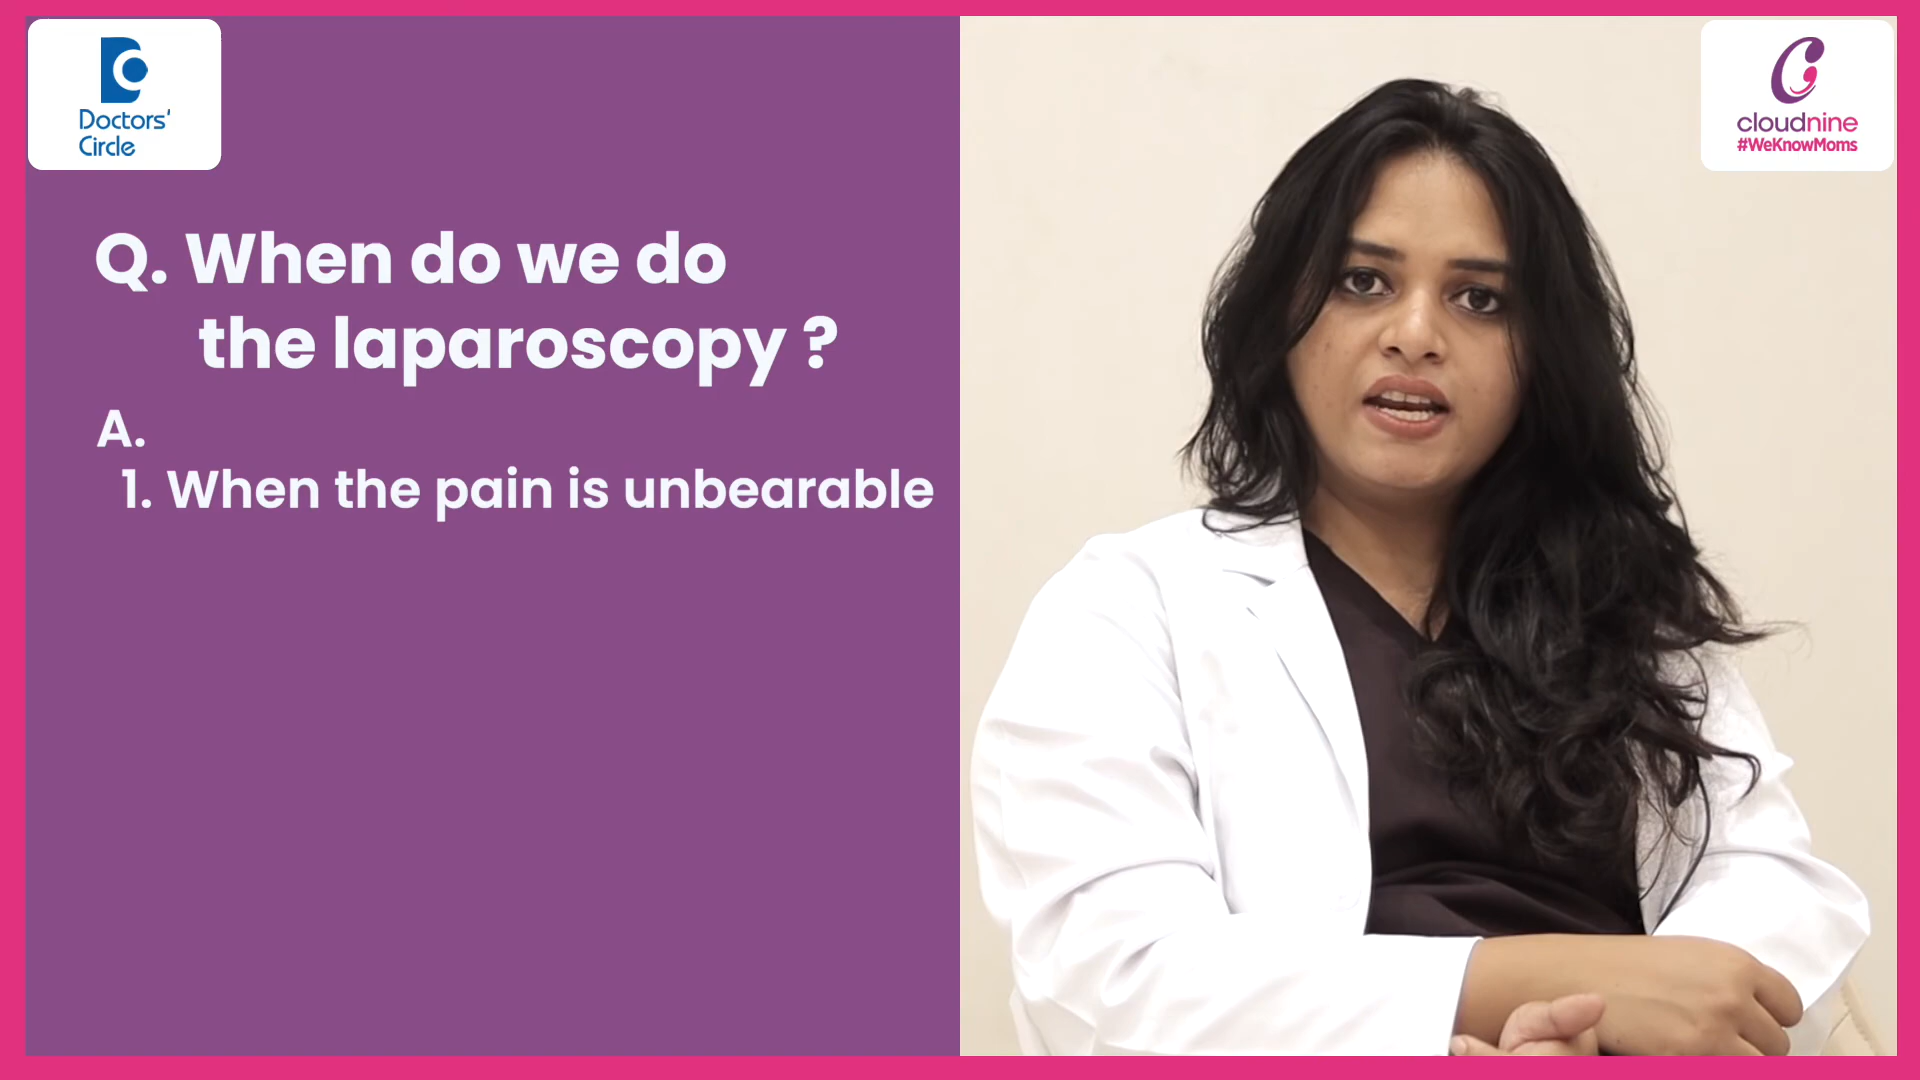 Doctors'
Circle
cloudnine
#WeKnowMoms
Q. When do we do
the laparoscopy ?
A.
1. When the pain is unbearable